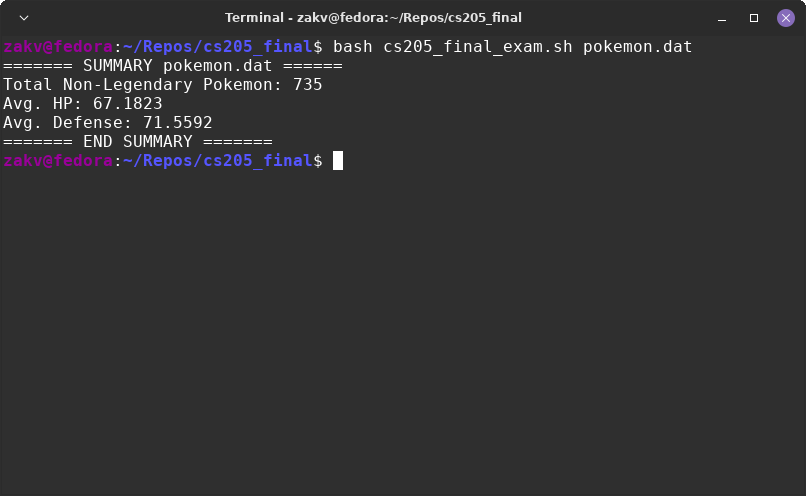 Terminal - zakv@fedora:~/Repos/cs205_final
zakv@fedora:~/Repos/cs205_final$ bash cs205_final_exam.sh pokemon.dat
======= SUMMARY pokemon.dat ======
Total Non-Legendary Pokemon: 735
Avg. HP: 67.1823
Avg. Defense: 71.5592
======= END SUMMARY =======
zakv@fedora:~/Repos/cs205_final$